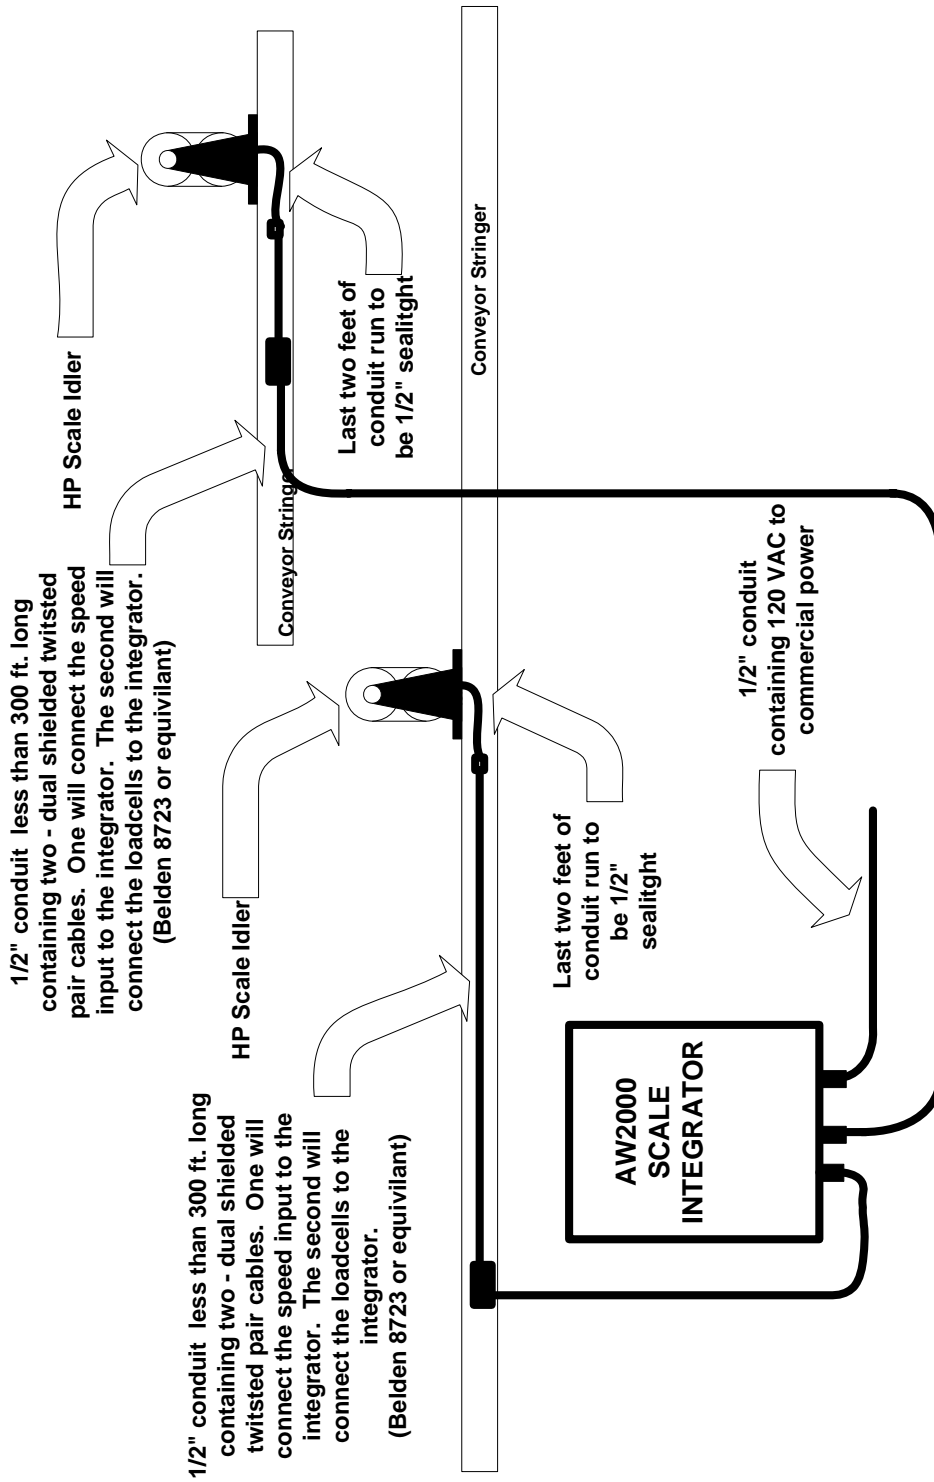 1/2" conduit less than 300 ft. long
containing two - dual shielded twitsted
pair cables. One will connect the speed
input to the integrator. The second will
connect the loadcells to the integrator.
(Belden 8723 or equivilant)
HP Scale Idler
Conveyor Stringer
Last two feet of
conduit run to
be 1/2" sealitght
1/2" conduit less than 300 ft. long
containing two - dual shielded
twitsted pair cables. One will
connect the speed input to the
integrator. The second will
connect the loadcells to the
integrator.
(Belden 8723 or equivilant)
HP Scale Idler
Conveyor Stringer
Last two feet of
conduit run to
be 1/2"
sealitght
AW2000
SCALE
INTEGRATOR
1/2" conduit
containing 120 VAC to
commercial power